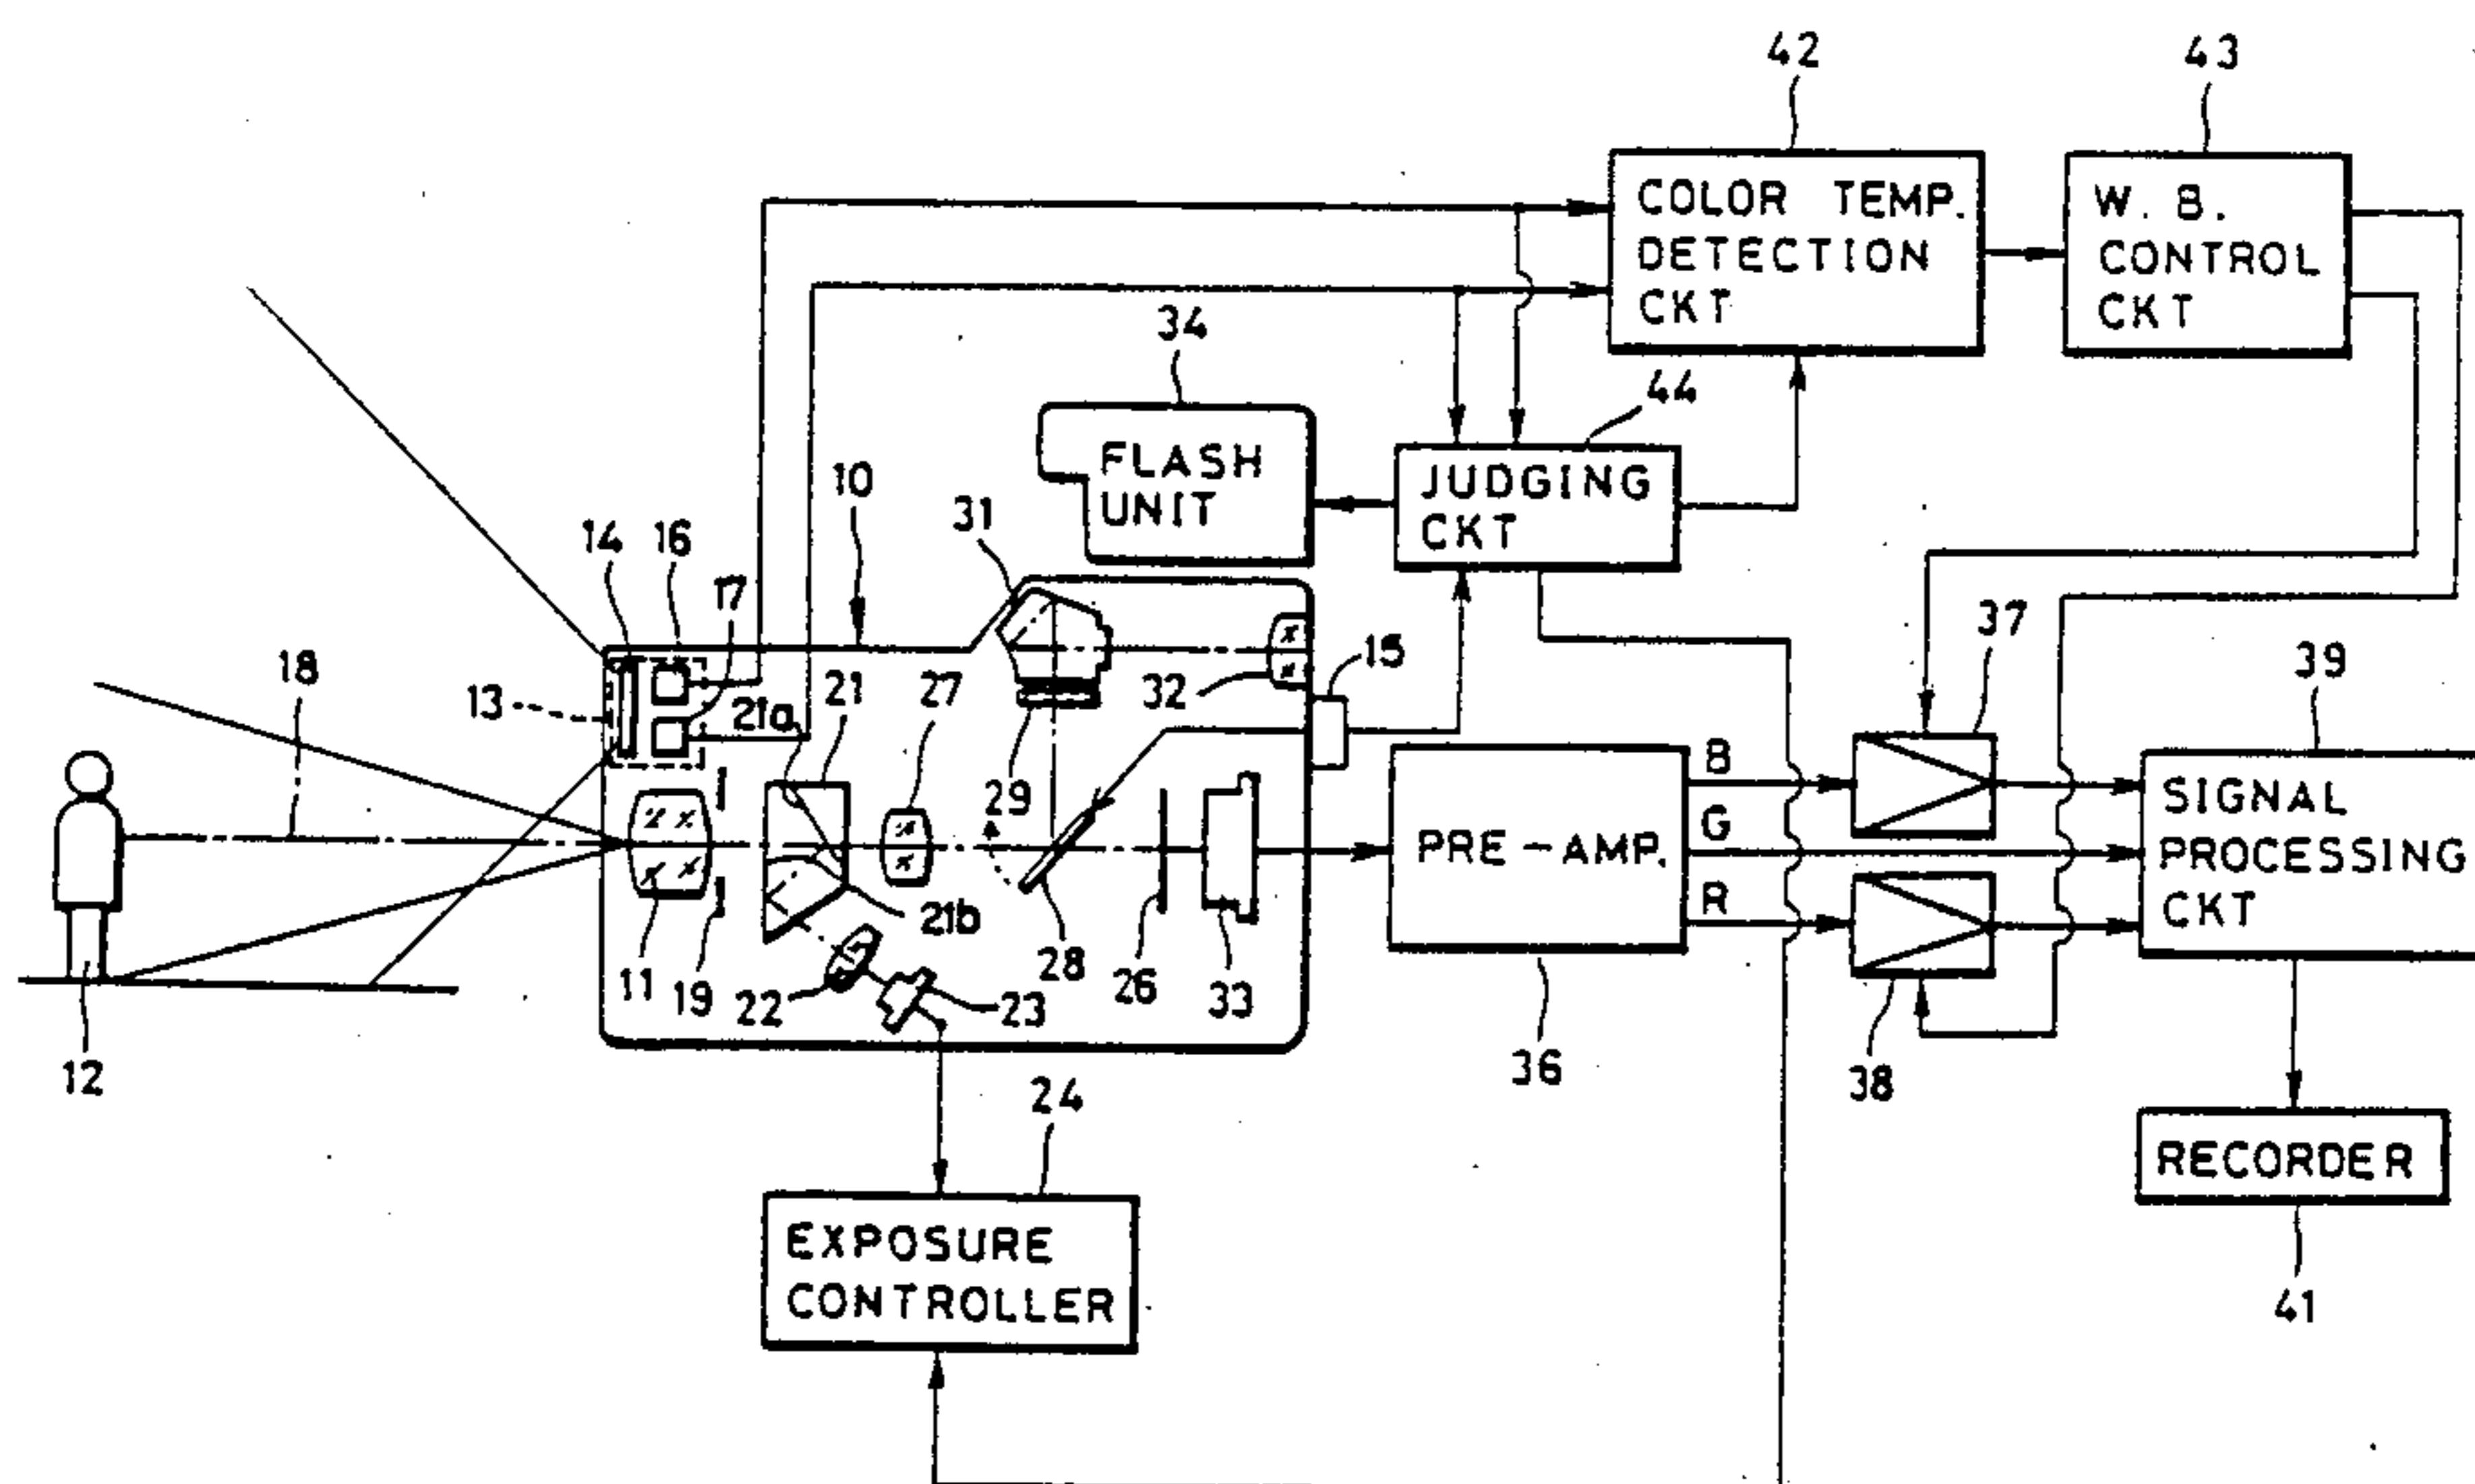 42
43
COLOR TEMP.
DETECTION
CKT
W. B.
CONTROL
CKT
34
44
FLASH
UNIT
JUDGING
CKT
10
31
14
16
17
18
13
21a
21
27
32
15
37
39
29
B
G
R
PRE-AMP.
SIGNAL
PROCESSING
CKT
21b
11
19
22
23
28
26
33
12
36
38
24
EXPOSURE
CONTROLLER
RECORDER
41